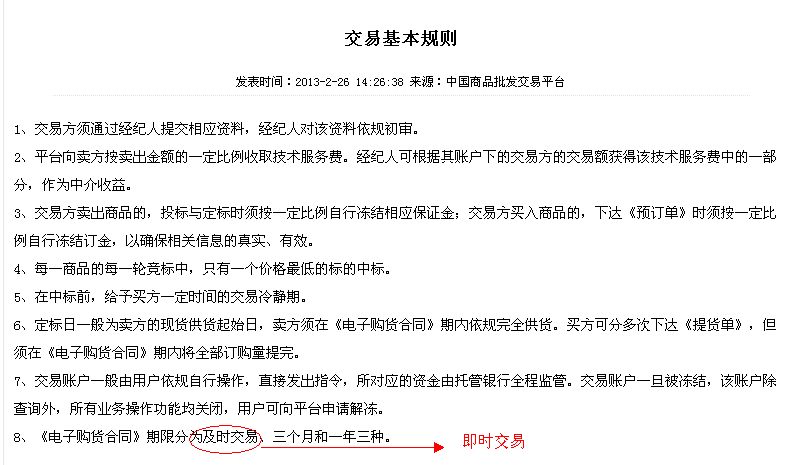 交易基本规则
发表时间：2013-2-26 14:26:38 来源：中国商品批发交易平台
1、交易方须通过经纪人提交相应资料，经纪人对该资料依规初审。
2、平台向卖方按卖出金额的一定比例收取技术服务费。经纪人可根据其账户下的交易方的交易额获得该技术服务费中的一部
分，作为中介收益。
3、交易方卖出商品的，投标与定标时须按一定比例自行冻结相应保证金；交易方买入商品的，下达《预订单》时须按一定比
例自行冻结订金，以确保相关信息的真实、有效。
4、每一商品的每一轮竞标中，只有一个价格最低的标的中标。
5、在中标前，给予买方一定时间的交易冷静期。
6、定标日一般为卖方的现货供货起始日，卖方须在《电子购货合同》期内依规完全供货。买方可分多次下达《提货单》，但
须在《电子购货合同》期内将全部订购量提完。
7、交易账户一般由用户依规自行操作，直接发出指令，所对应的资金由托管银行全程监管。交易账户一旦被冻结，该账户除
查询外，所有业务操作功能均关闭，用户可向平台申请解冻。
8、《电子购货合同》期限分为及时交易、三个月和一年三种。
即时交易